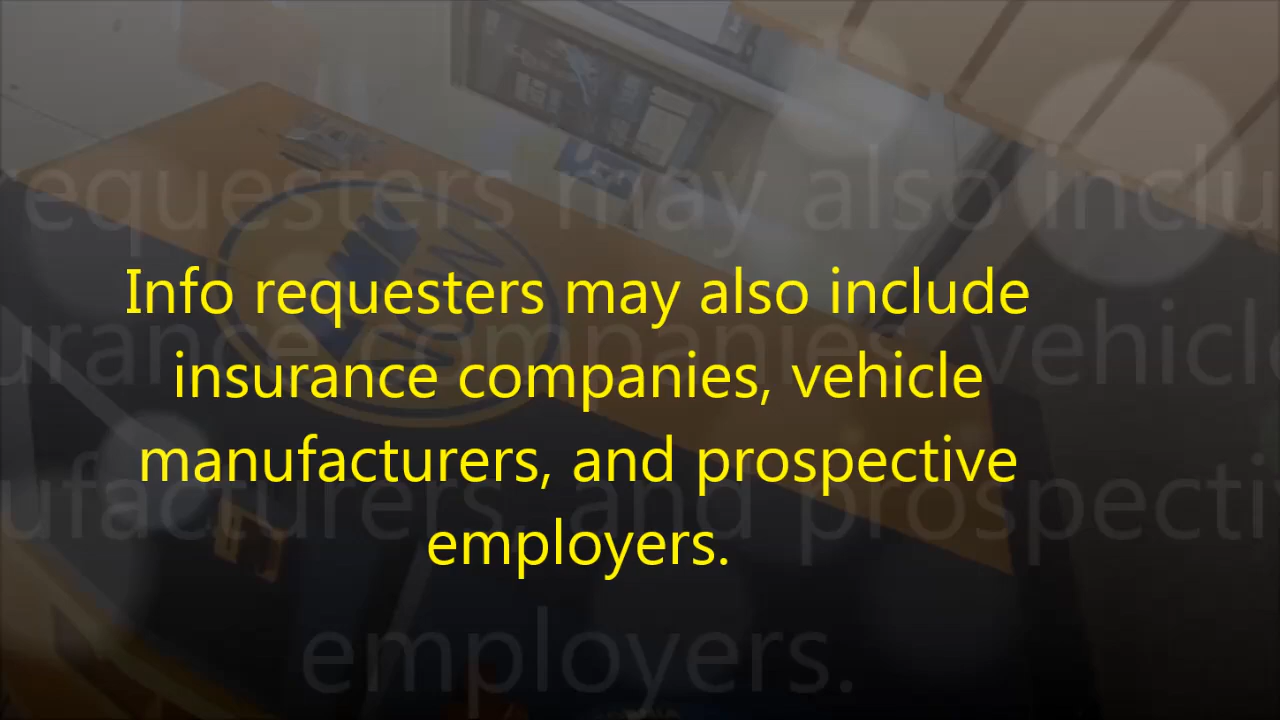 Info requesters may also include
insurance companies, vehicle
manufacturers, and prospective
employers.